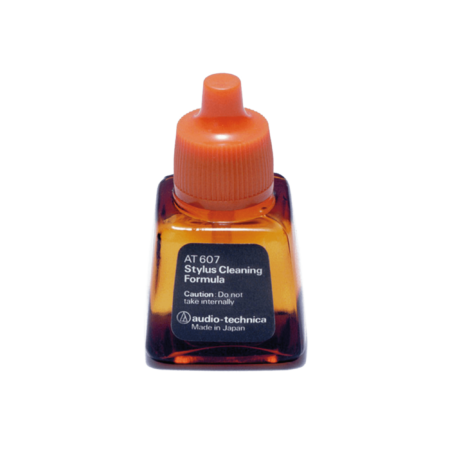 AT 607
Stylus Cleaning
Formula
Caution: Do not
take internally
audio-technica
Made in Japan